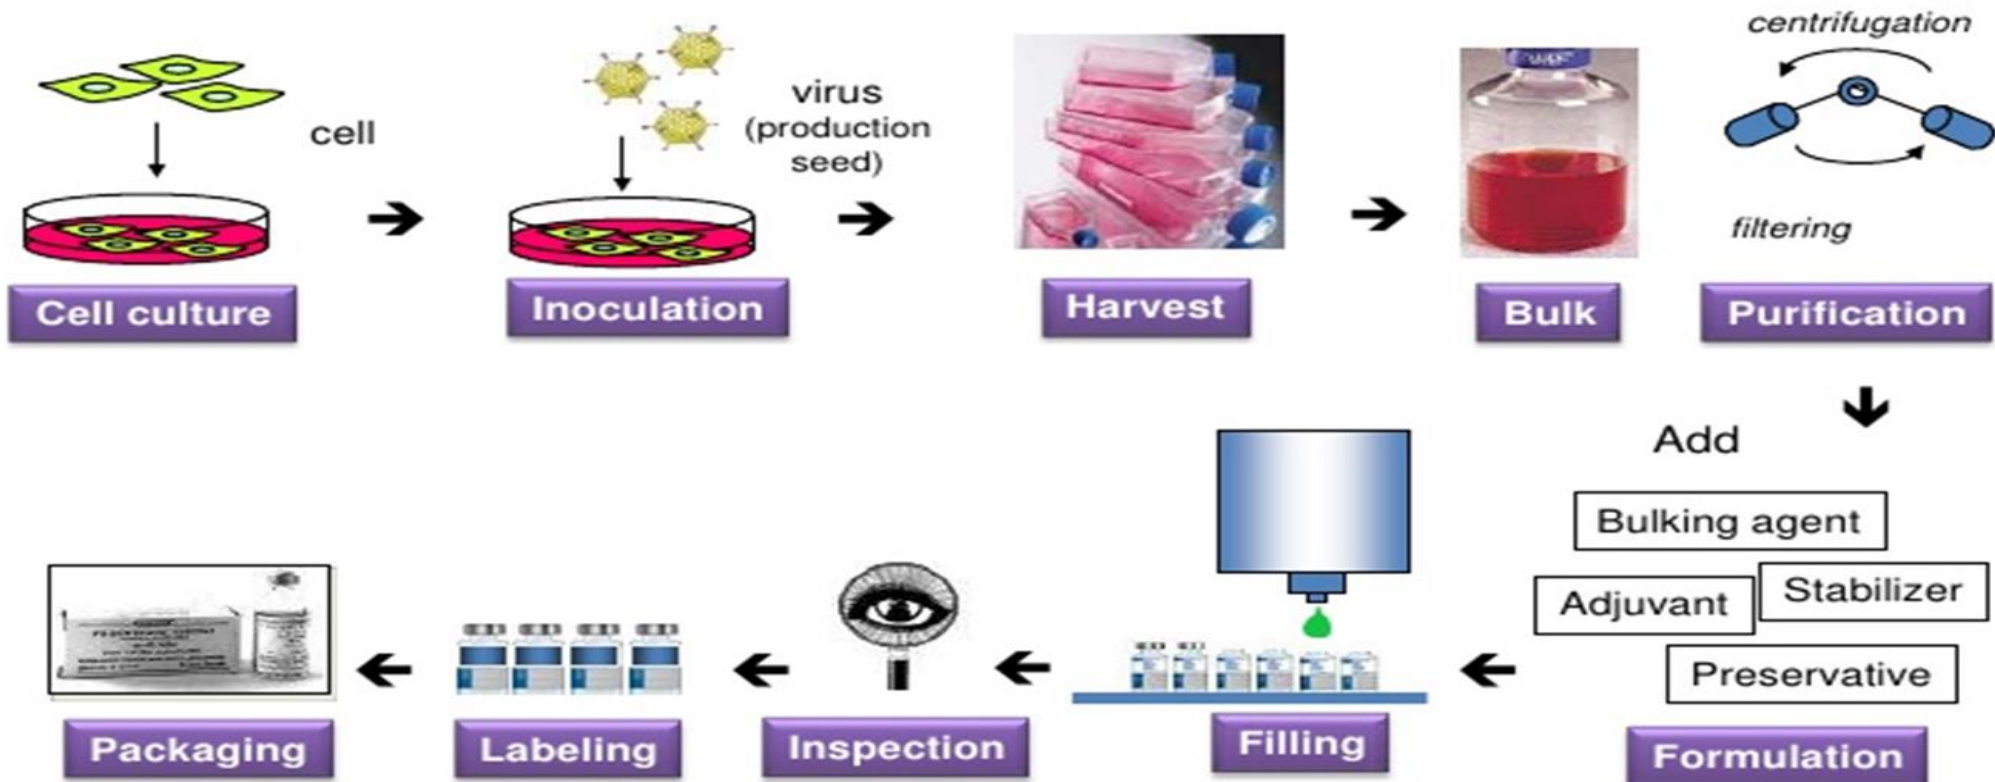 cell
Cell culture
virus
(production
seed)
Inoculation
Harvest
Bulk
centrifugation
filtering
Purification
Add
Bulking agent
Adjuvant
Stabilizer
Preservative
Formulation
Filling
Inspection
Labeling
Packaging